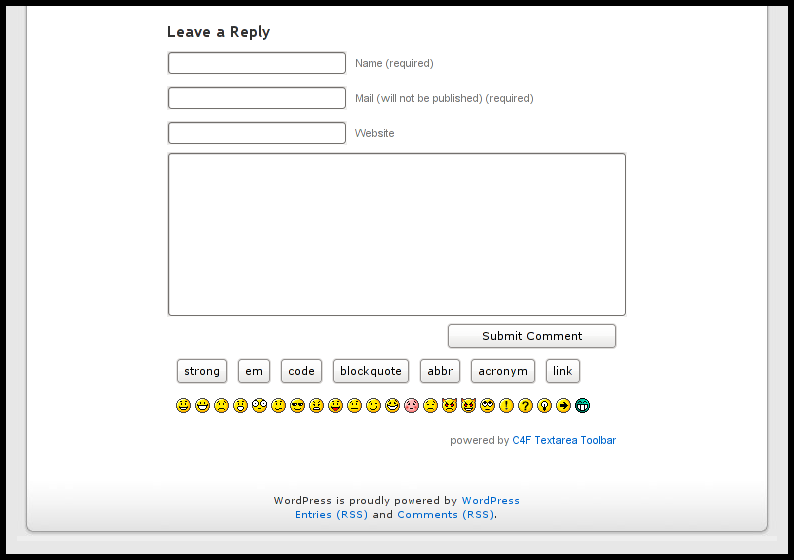 Leave a Reply
Name (required)
Mail (will not be published) (required)
Website
Submit Comment
strong em code blockquote abbr acronym link
powered by C4F Textarea Toolbar
WordPress is proudly powered by WordPress
Entries (RSS) and Comments (RSS).